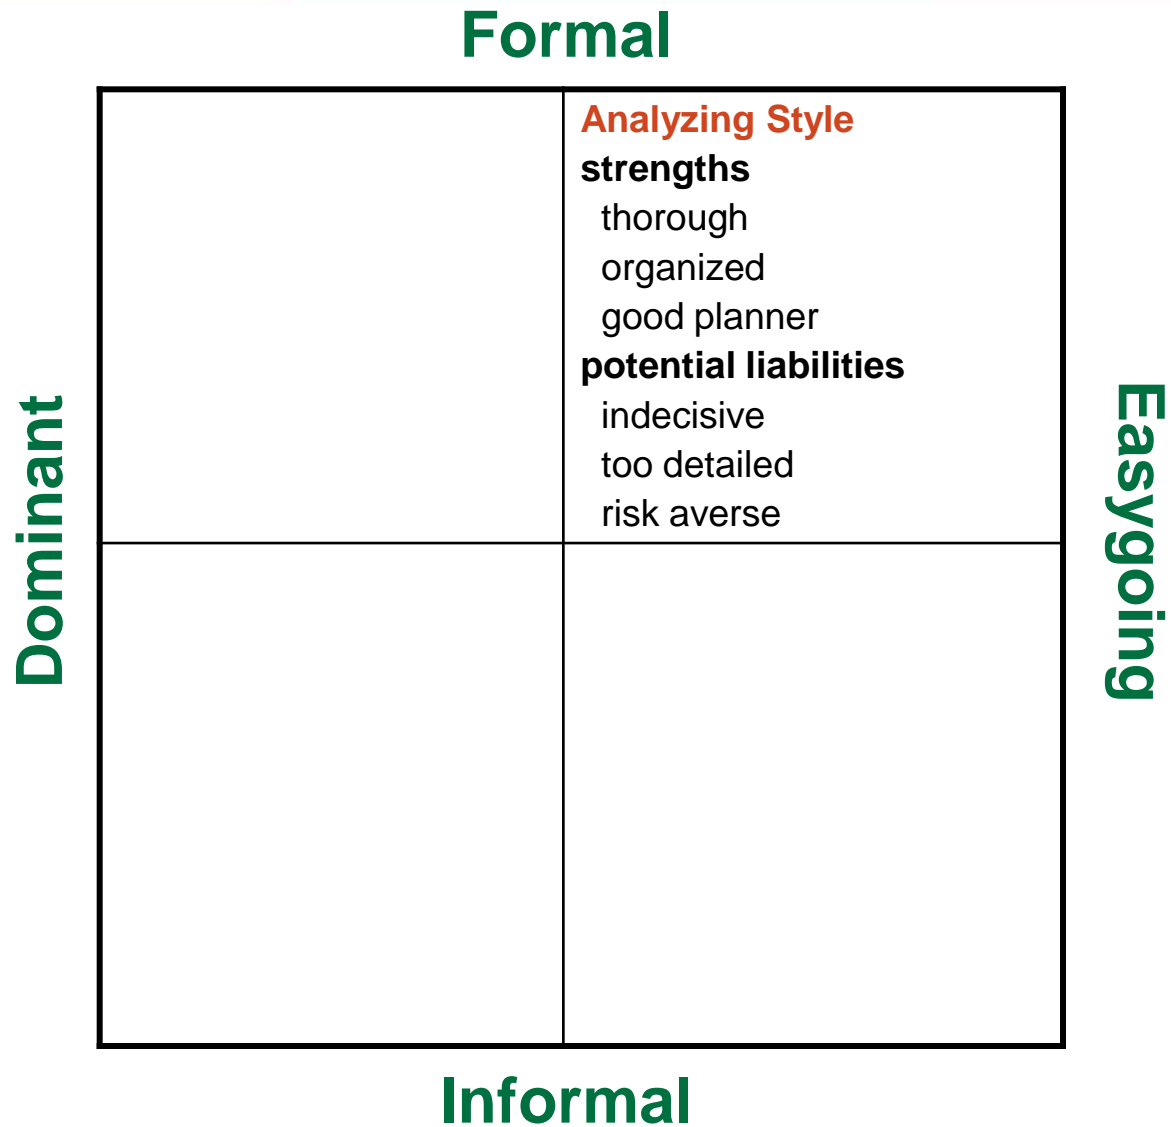 Formal
Analyzing Style
strengths
thorough
organized
good planner
potential liabilities
indecisive
too detailed
risk averse
Dominant
Easygoing
Informal